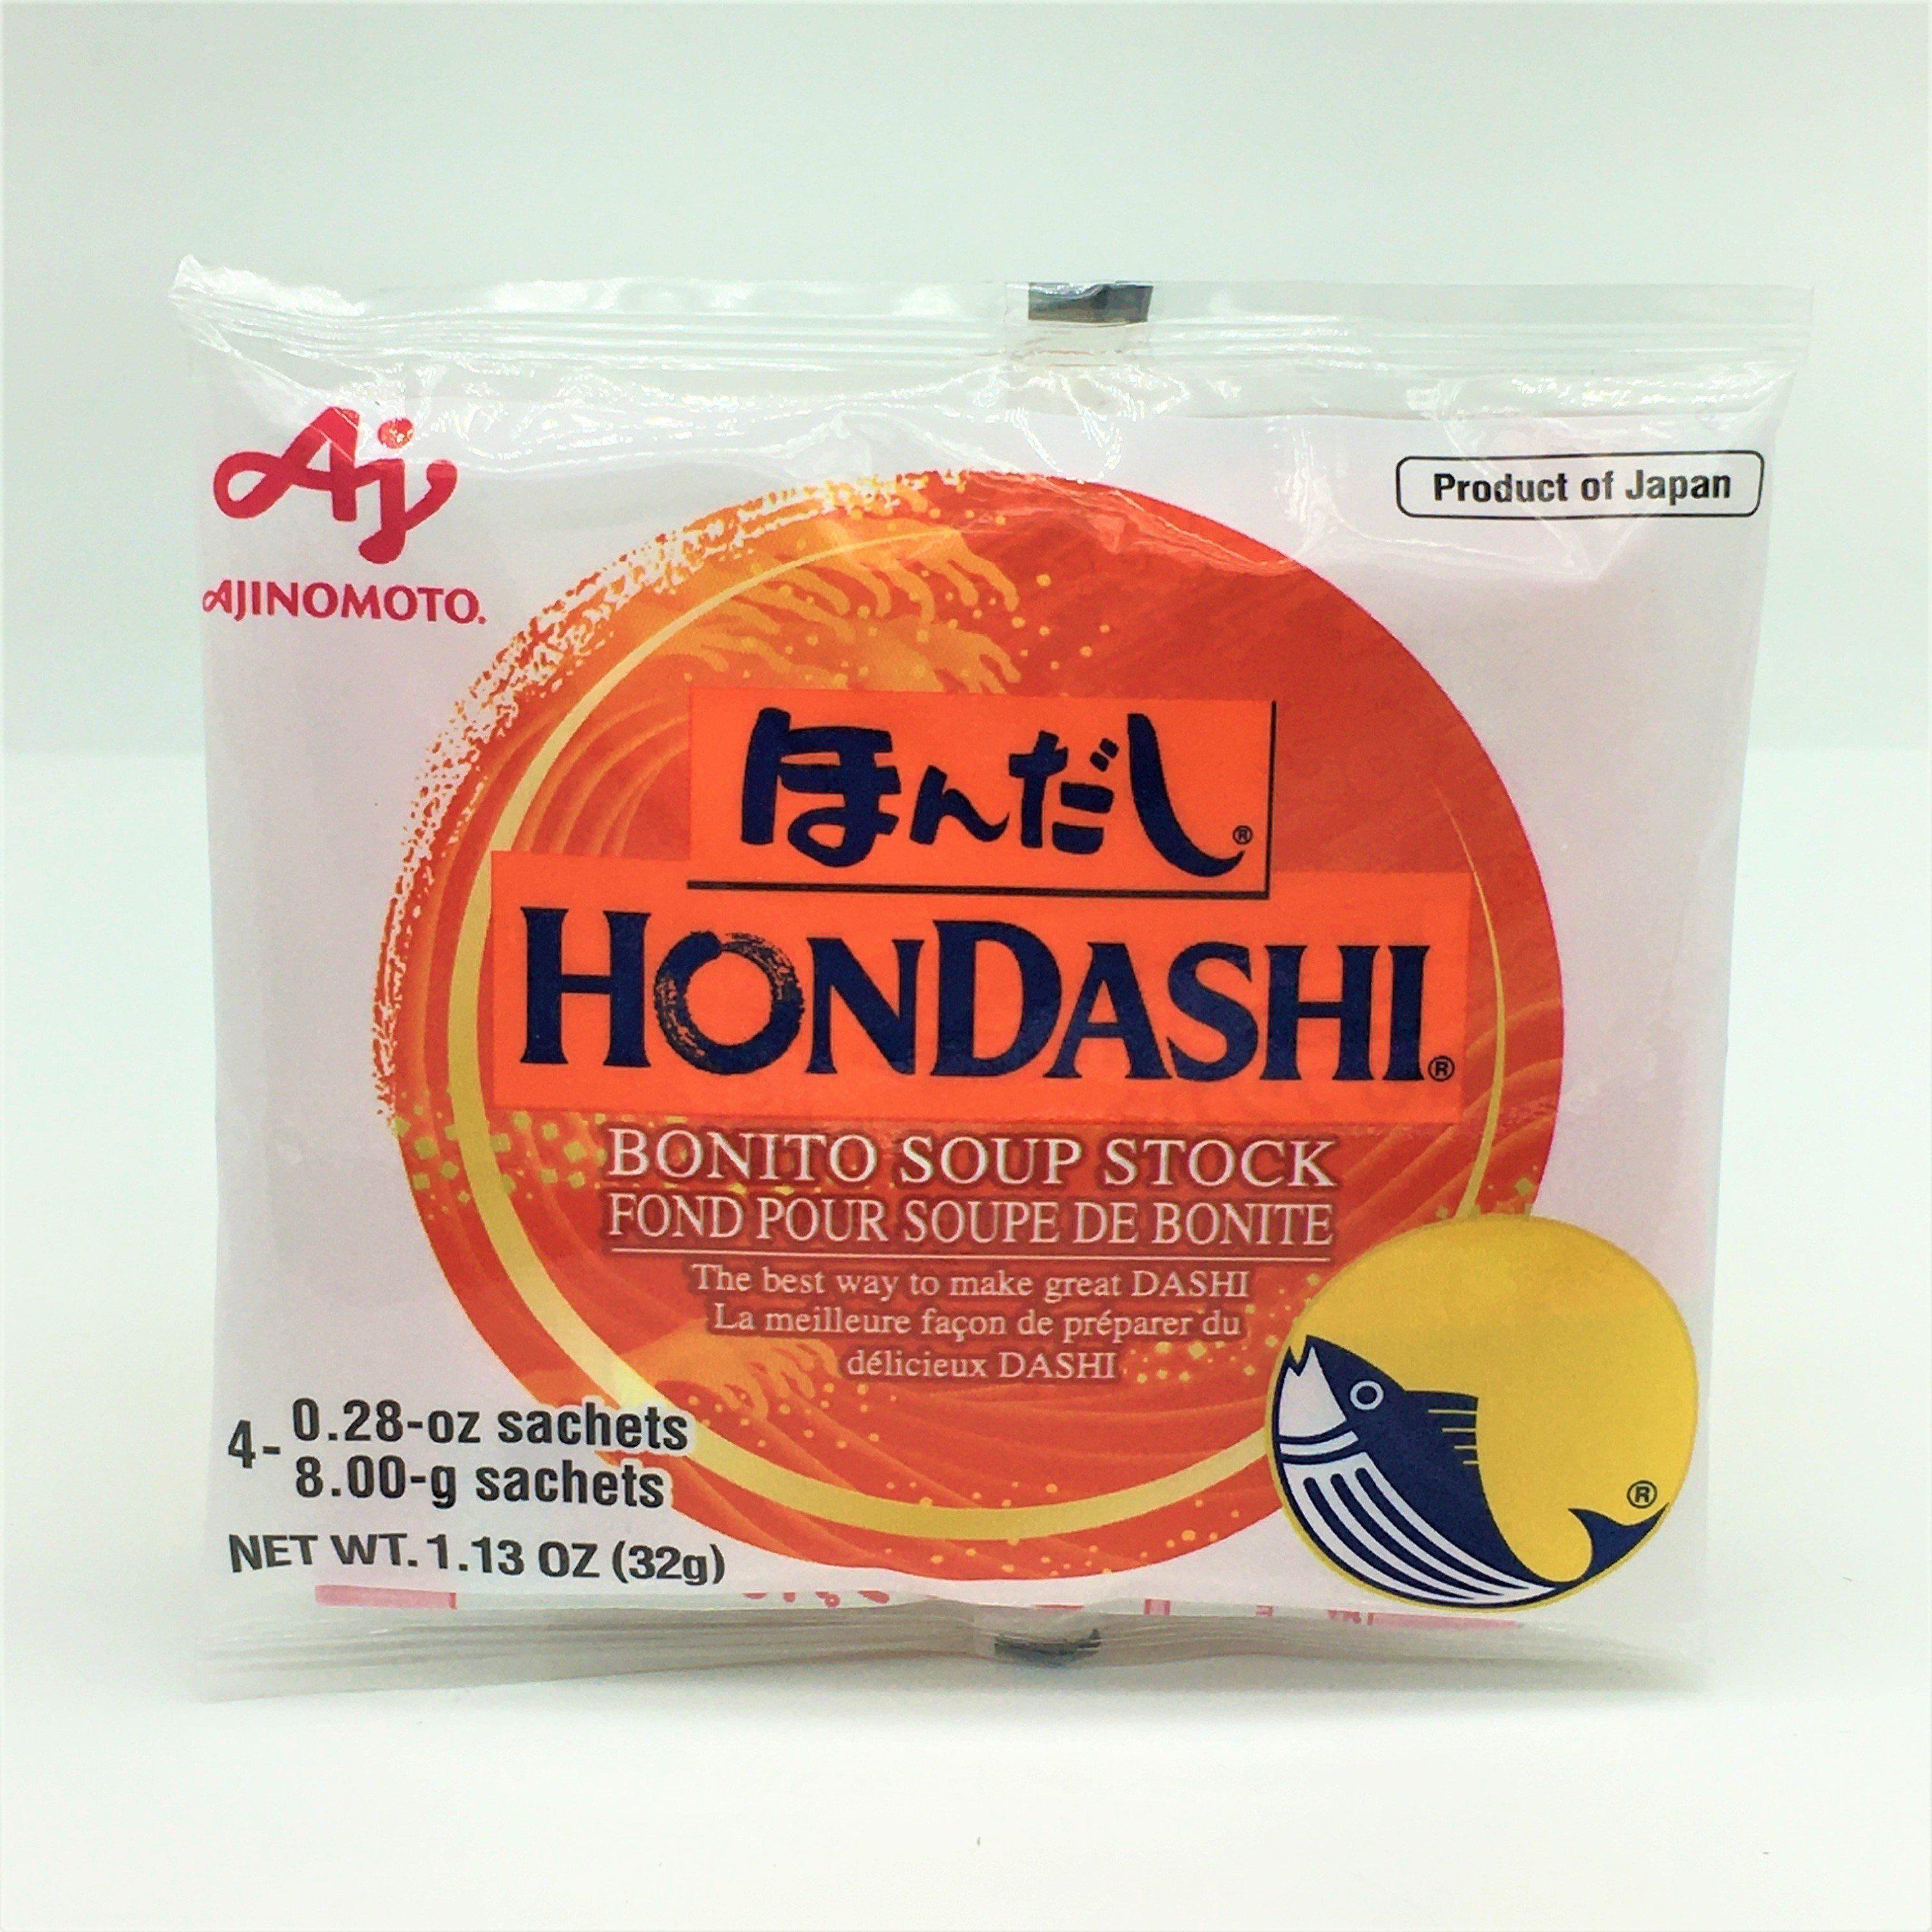 Aj
AJINOMOTO®
Product of Japan
ほんだし®
HONDASHI®
BONITO SOUP STOCK
FOND POUR SOUPE DE BONITE
The best way to make great DASHI
La meilleure façon de préparer du
délicieux DASHI
4- 0.28-oz sachets
8.00-g sachets
NET WT. 1.13 OZ (32g)
®